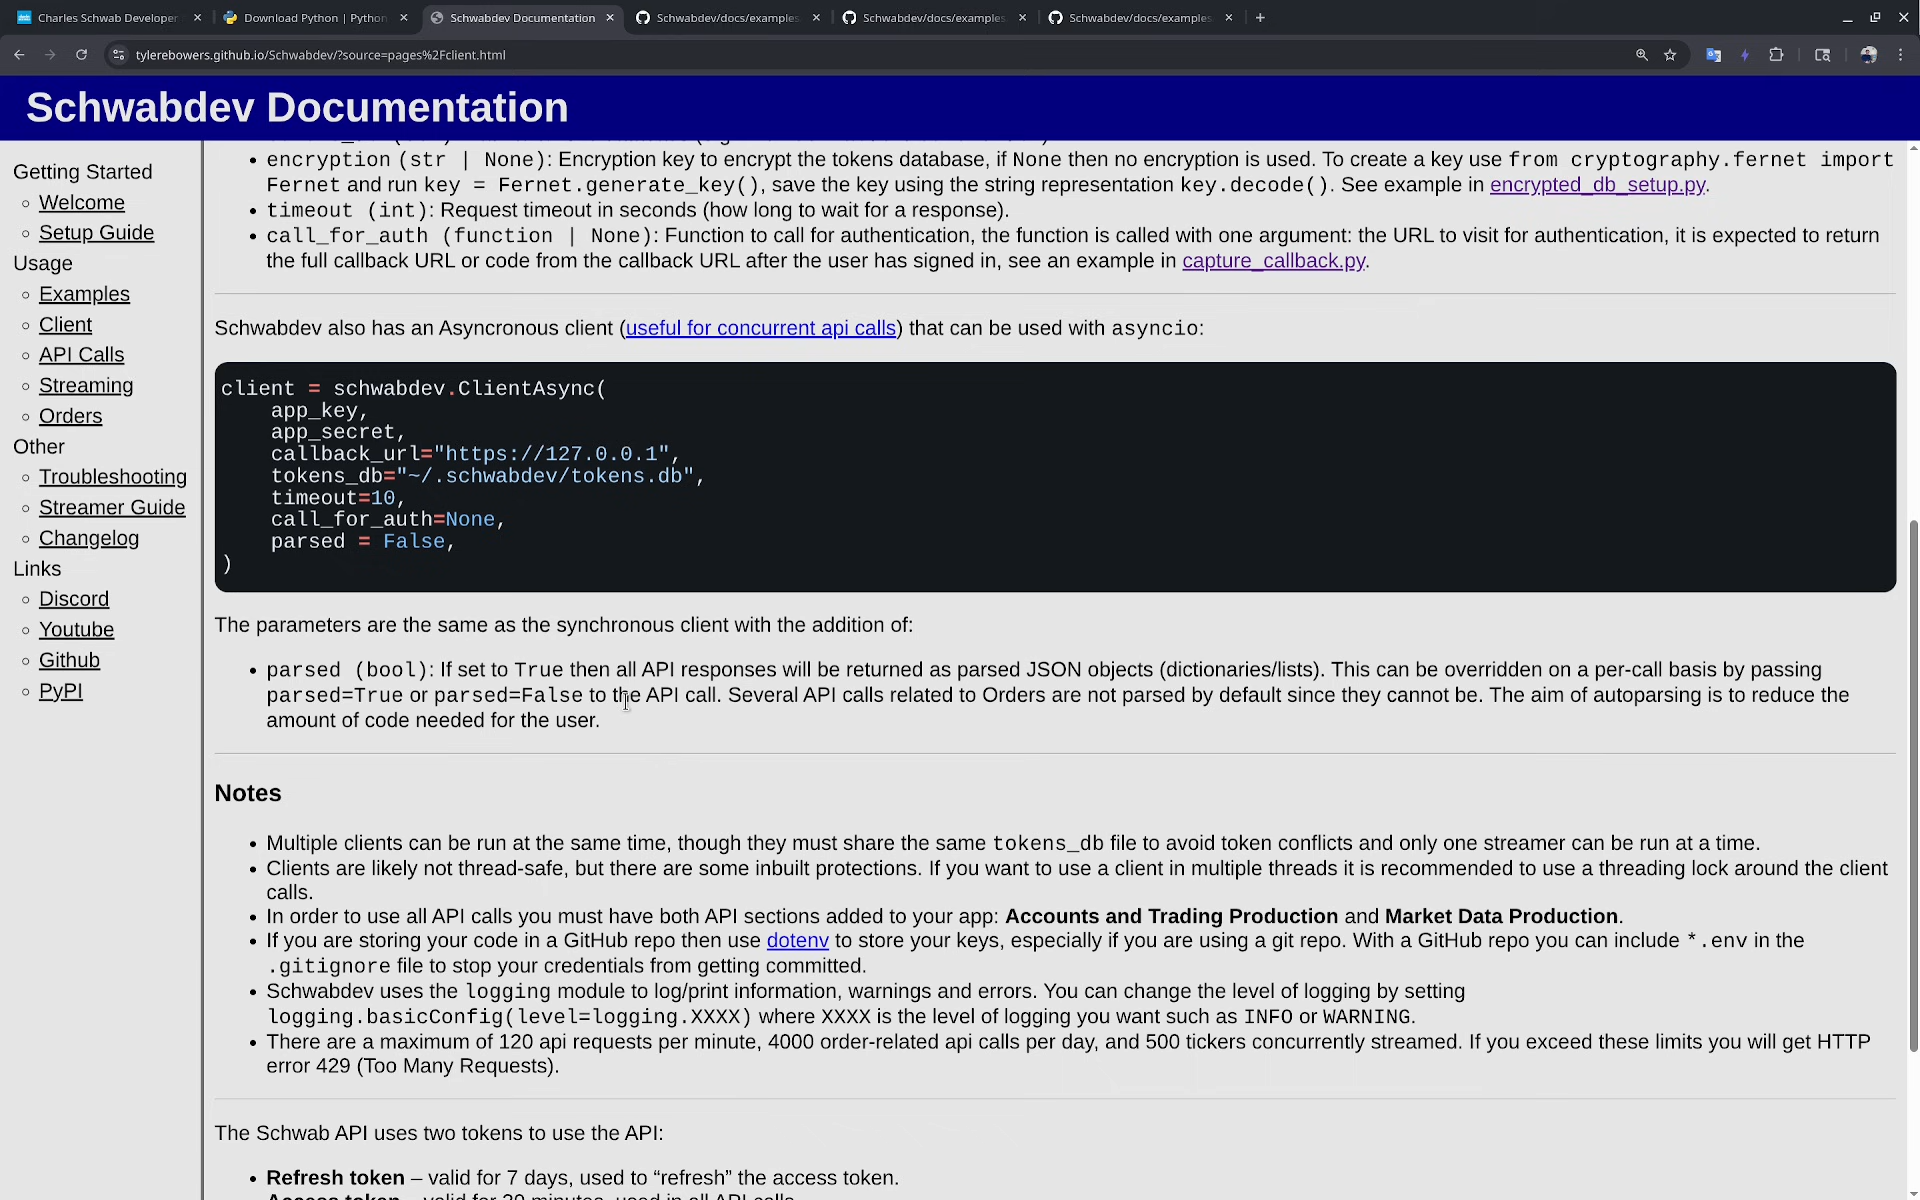 Charles Schwab Developer
Download Python | Python
Schwabdev Documentation
Schwabdev/docs/examples
Schwabdev/docs/examples
Schwabdev/docs/examples
tylerebowers.github.io/Schwabdev/?source=pages%2Fclient.html
Schwabdev Documentation
Getting Started
Welcome
Setup Guide
Usage
Examples
Client
API Calls
Streaming
Orders
Other
Troubleshooting
Streamer Guide
Changelog
Links
Discord
Youtube
Github
PyPI
encryption (str | None): Encryption key to encrypt the tokens database, if None then no encryption is used. To create a key use from cryptography.fernet import
Fernet and run key = Fernet.generate_key(), save the key using the string representation key.decode(). See example in encrypted_db_setup.py.
timeout (int): Request timeout in seconds (how long to wait for a response).
call_for_auth (function | None): Function to call for authentication, the function is called with one argument: the URL to visit for authentication, it is expected to return
the full callback URL or code from the callback URL after the user has signed in, see an example in capture_callback.py.
Schwabdev also has an Asyncronous client (useful for concurrent api calls) that can be used with asyncio:
client = schwabdev.ClientAsync(
app_key,
app_secret,
callback_url="https://127.0.0.1",
tokens_db="~/.schwabdev/tokens.db",
timeout=10,
call_for_auth=None,
parsed = False,
)
The parameters are the same as the synchronous client with the addition of:
parsed (bool): If set to True then all API responses will be returned as parsed JSON objects (dictionaries/lists). This can be overridden on a per-call basis by passing
parsed=True or parsed=False to the API call. Several API calls related to Orders are not parsed by default since they cannot be. The aim of autoparsing is to reduce the
amount of code needed for the user.
Notes
Multiple clients can be run at the same time, though they must share the same tokens_db file to avoid token conflicts and only one streamer can be run at a time.
Clients are likely not thread-safe, but there are some inbuilt protections. If you want to use a client in multiple threads it is recommended to use a threading lock around the client
calls.
In order to use all API calls you must have both API sections added to your app: Accounts and Trading Production and Market Data Production.
If you are storing your code in a GitHub repo then use dotenv to store your keys, especially if you are using a git repo. With a GitHub repo you can include *.env in the
.gitignore file to stop your credentials from getting committed.
Schwabdev uses the logging module to log/print information, warnings and errors. You can change the level of logging by setting
logging.basicConfig(level=logging.XXXX) where XXXX is the level of logging you want such as INFO or WARNING.
There are a maximum of 120 api requests per minute, 4000 order-related api calls per day, and 500 tickers concurrently streamed. If you exceed these limits you will get HTTP
error 429 (Too Many Requests).
The Schwab API uses two tokens to use the API:
Refresh token – valid for 7 days, used to “refresh” the access token.